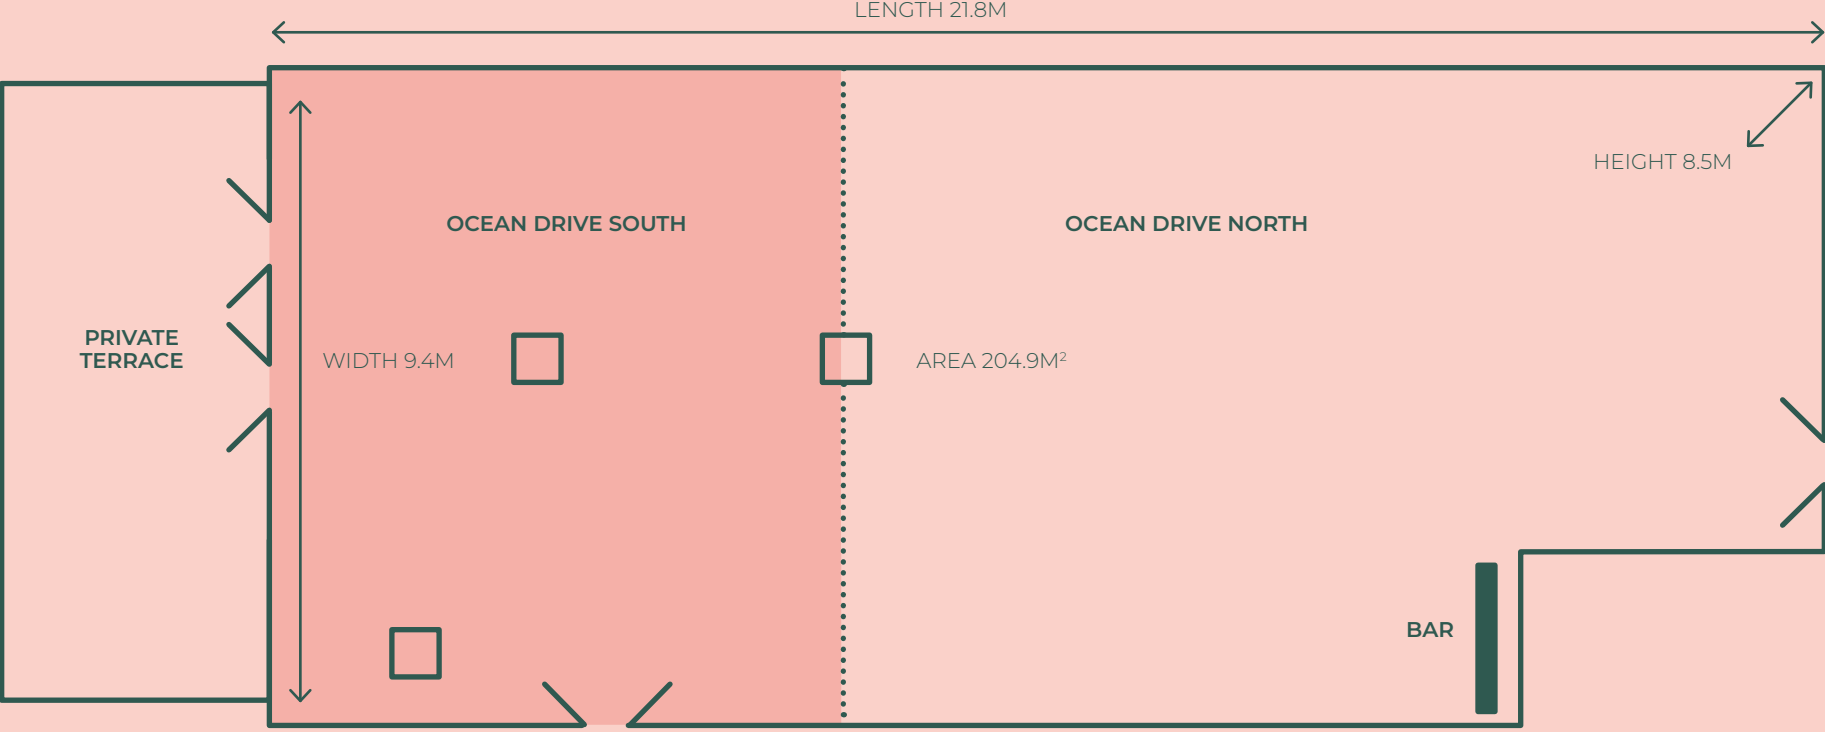 LENGTH 21.8M
HEIGHT 8.5M
OCEAN DRIVE SOUTH
OCEAN DRIVE NORTH
PRIVATE
TERRACE
WIDTH 9.4M
AREA 204.9M²
BAR